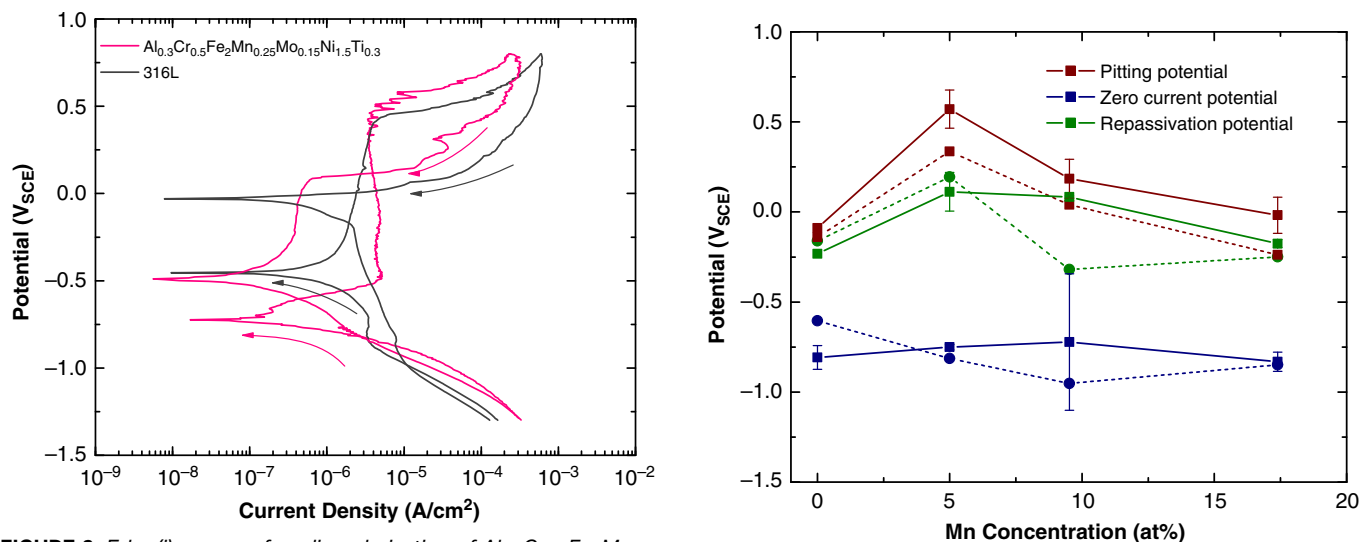 1.0
0.5
0.0
−0.5
−1.0
−1.5
Potential (V_SCE)
Al0.3Cr0.5Fe2Mn0.25Mo0.15Ni1.5Ti0.3
316L
10^−9 10^−8 10^−7 10^−6 10^−5 10^−4 10^−3 10^−2
Current Density (A/cm²)
1.0
0.5
0.0
−0.5
−1.0
−1.5
Potential (V_SCE)
Pitting potential
Zero current potential
Repassivation potential
0 5 10 15 20
Mn Concentration (at%)